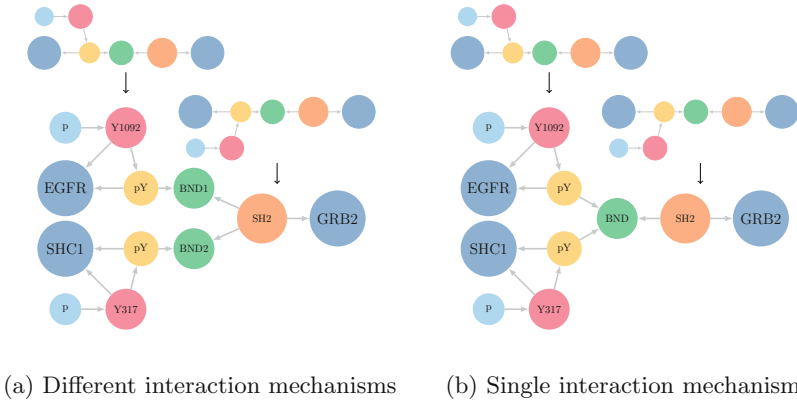 p
Y1092
EGFR
pY
BND1
SH2
GRB2
SHC1
pY
BND2
p
Y317
(a) Different interaction mechanisms
p
Y1092
EGFR
pY
BND
SH2
GRB2
SHC1
pY
p
Y317
(b) Single interaction mechanism